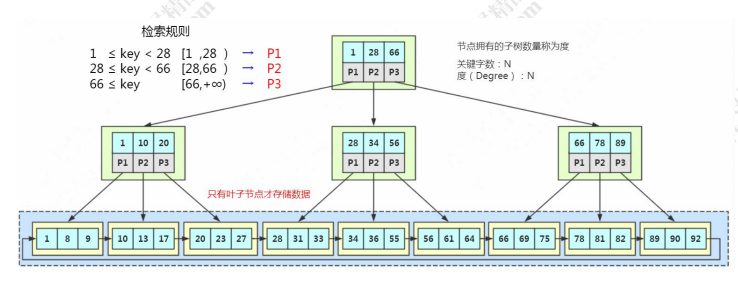 检索规则
1 ≤ key < 28 [1 ,28 ) → P1
28 ≤ key < 66 [28,66 ) → P2
66 ≤ key [66,+∞) → P3
节点拥有的子树数量称为度
关键字数：N
度（Degree）：N
1 28 66
P1 P2 P3
1 10 20
P1 P2 P3
28 34 56
P1 P2 P3
66 78 89
P1 P2 P3
只有叶子节点才存储数据
1 8 9 10 13 17 20 23 27 28 31 33 34 36 55 56 61 64 66 69 75 78 81 82 89 90 92